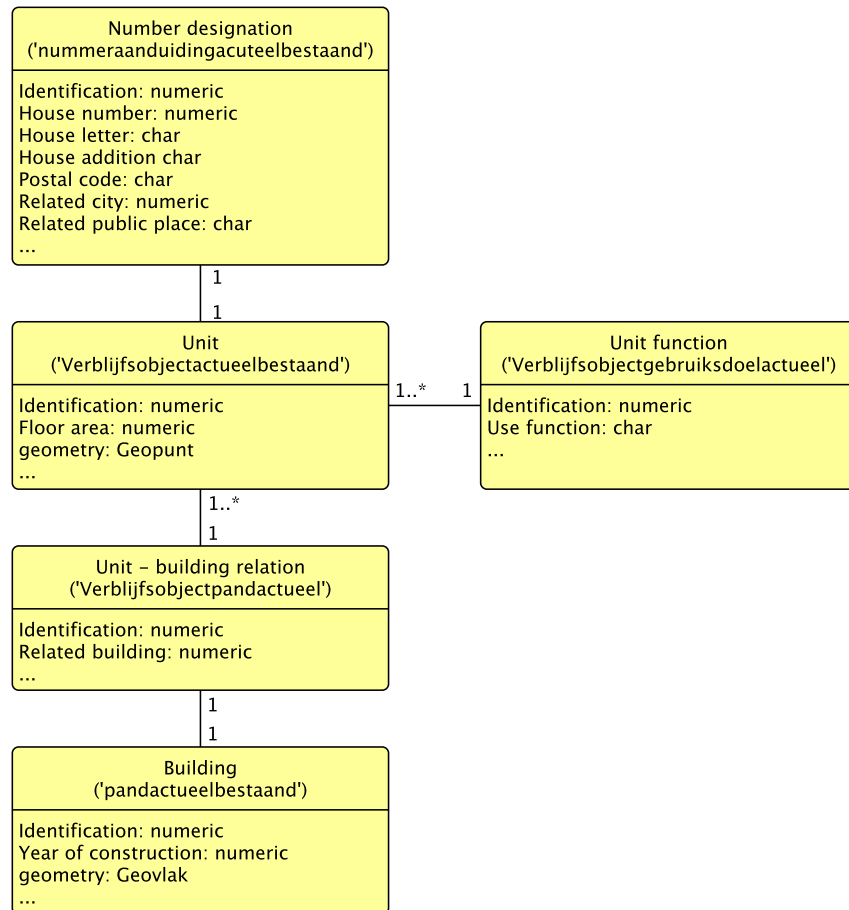 Number designation
('nummeraanduidingacuteelbestaand')
Identification: numeric
House number: numeric
House letter: char
House addition char
Postal code: char
Related city: numeric
Related public place: char
...
1
1
Unit
('Verblijfsobjectactueelbestaand')
Identification: numeric
Floor area: numeric
geometry: Geopunt
...
1..*
1
Unit function
('Verblijfsobjectgebruiksdoelactueel')
Identification: numeric
Use function: char
...
1..*
1
Unit – building relation
('Verblijfsobjectpandactueel')
Identification: numeric
Related building: numeric
...
1
1
Building
('pandactueelbestaand')
Identification: numeric
Year of construction: numeric
geometry: Geovlak
...